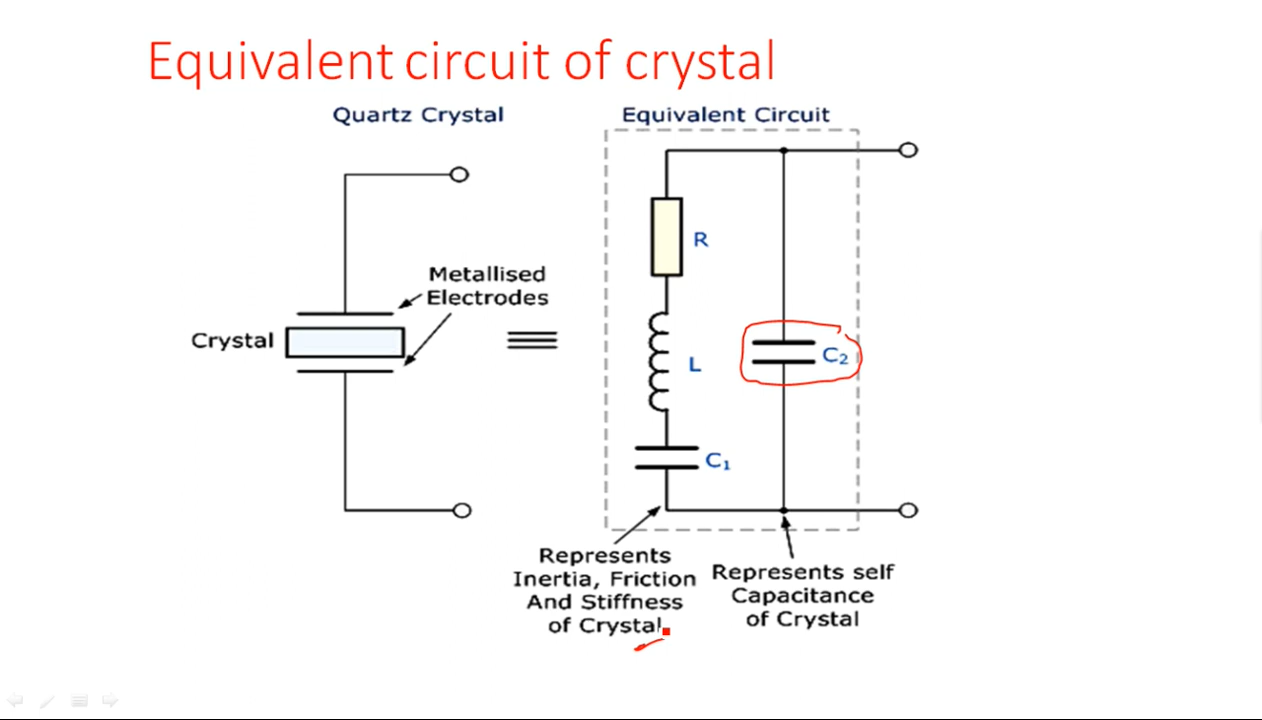 Equivalent circuit of crystal
Quartz Crystal
Equivalent Circuit
Metallised
Electrodes
Crystal
R
L
C₂
C₁
Represents
Inertia, Friction
And Stiffness
of Crystal
Represents self
Capacitance
of Crystal